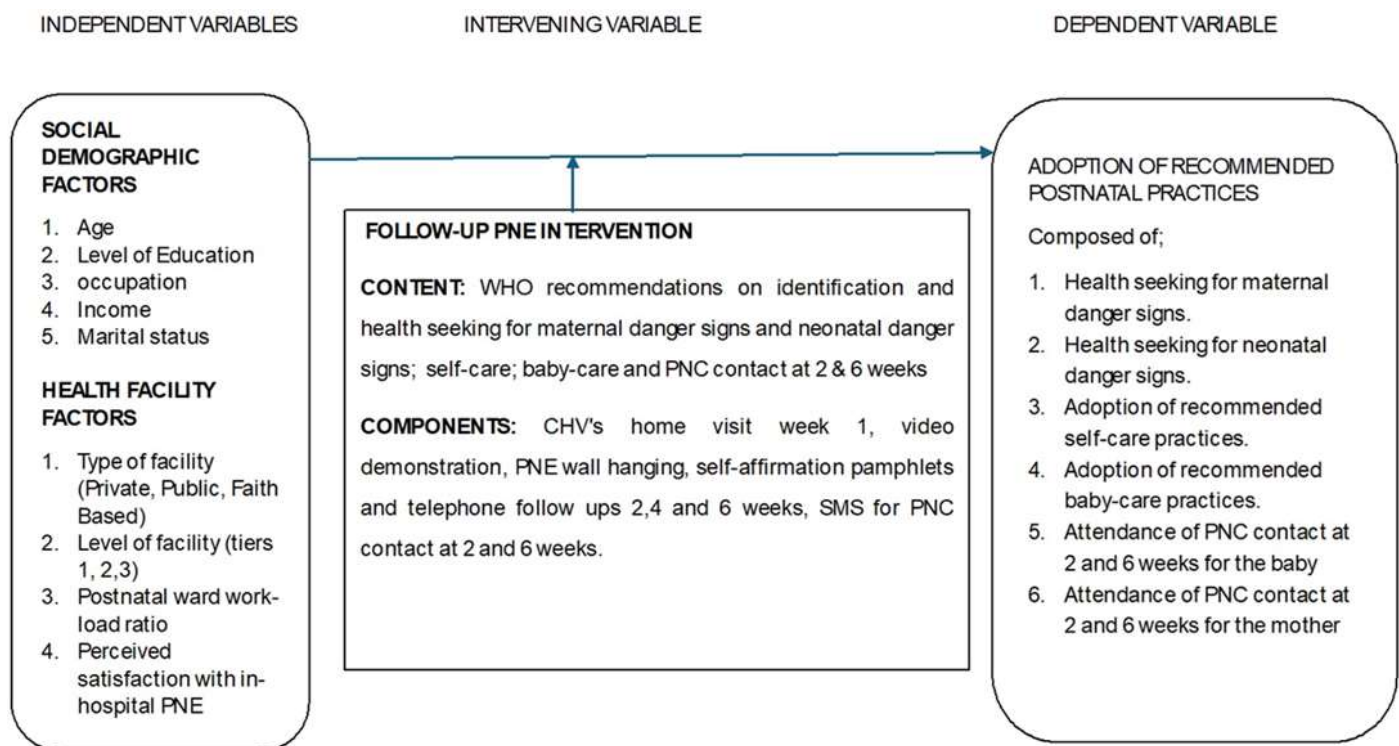 INDEPENDENT VARIABLES
INTERVENING VARIABLE
DEPENDENT VARIABLE
SOCIAL
DEMOGRAPHIC
FACTORS
1. Age
2. Level of Education
3. occupation
4. Income
5. Marital status
HEALTH FACILITY
FACTORS
1. Type of facility
(Private, Public, Faith
Based)
2. Level of facility (tiers
1, 2,3)
3. Postnatal ward work-
load ratio
4. Perceived
satisfaction with in-
hospital PNE
FOLLOW-UP PNE INTERVENTION
CONTENT: WHO recommendations on identification and
health seeking for maternal danger signs and neonatal danger
signs; self-care; baby-care and PNC contact at 2 & 6 weeks
COMPONENTS: CHV's home visit week 1, video
demonstration, PNE wall hanging, self-affirmation pamphlets
and telephone follow ups 2,4 and 6 weeks, SMS for PNC
contact at 2 and 6 weeks.
ADOPTION OF RECOMMENDED
POSTNATAL PRACTICES
Composed of;
1. Health seeking for maternal
danger signs.
2. Health seeking for neonatal
danger signs.
3. Adoption of recommended
self-care practices.
4. Adoption of recommended
baby-care practices.
5. Attendance of PNC contact at
2 and 6 weeks for the baby
6. Attendance of PNC contact at
2 and 6 weeks for the mother